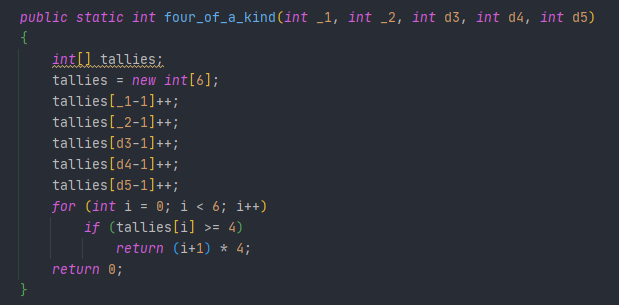 public static int four_of_a_kind(int _1, int _2, int d3, int d4, int d5)
{
    int[] tallies;
    tallies = new int[6];
    tallies[_1-1]++;
    tallies[_2-1]++;
    tallies[d3-1]++;
    tallies[d4-1]++;
    tallies[d5-1]++;
    for (int i = 0; i < 6; i++)
        if (tallies[i] >= 4)
            return (i+1) * 4;
    return 0;
}